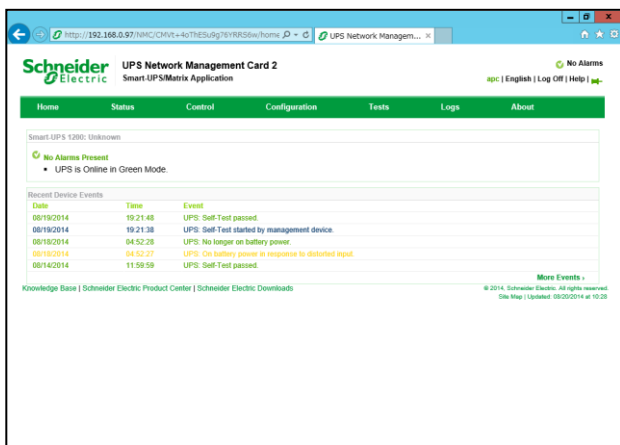 http://192.168.0.97/NMC/CMVt+4oThE5u9g76YRRS6w/home
UPS Network Managem...
Schneider Electric
UPS Network Management Card 2
Smart-UPS/Matrix Application
No Alarms
apc | English | Log Off | Help |
Home Status Control Configuration Tests Logs About
Smart-UPS 1200: Unknown
No Alarms Present
UPS is Online in Green Mode.
Recent Device Events
Date Time Event
08/19/2014 19:21:48 UPS: Self-Test passed.
08/19/2014 19:21:38 UPS: Self-Test started by management device.
08/18/2014 04:52:28 UPS: No longer on battery power.
08/18/2014 04:52:27 UPS: On battery power in response to distorted input.
08/14/2014 11:59:59 UPS: Self-Test passed.
More Events
Knowledge Base | Schneider Electric Product Center | Schneider Electric Downloads
© 2014, Schneider Electric. All rights reserved.
Site Map | Updated: 08/20/2014 at 10:28